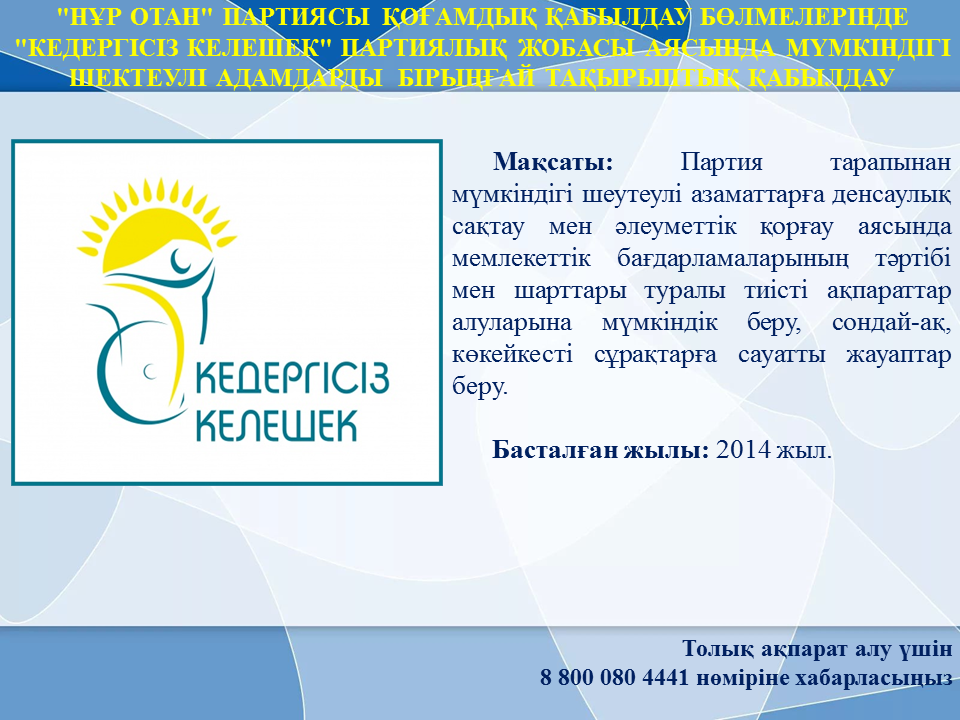 "НҰР ОТАН" ПАРТИЯСЫ ҚОҒАМДЫҚ ҚАБЫЛДАУ БӨЛМЕЛЕРІНДЕ
"КЕДЕРГІСІЗ КЕЛЕШЕК" ПАРТИЯЛЫҚ ЖОБАСЫ АЯСЫНДА МҮМКІНДІГІ
ШЕКТЕУЛІ АДАМДАРДЫ БІРЫҢҒАЙ ТАҚЫРЫПТЫҚ ҚАБЫЛДАУ
КЕДЕРГІСІЗ
КЕЛЕШЕК
Мақсаты: Партия тарапынан
мүмкіндігі шеутеулі азаматтарға денсаулық
сақтау мен әлеуметтік қорғау аясында
мемлекеттік бағдарламаларының тәртібі
мен шарттары туралы тиісті ақпараттар
алуларына мүмкіндік беру, сондай-ақ,
көкейкесті сұрақтарға сауатты жауаптар
беру.
Басталған жылы: 2014 жыл.
Толық ақпарат алу үшін
8 800 080 4441 нөміріне хабарласыңыз